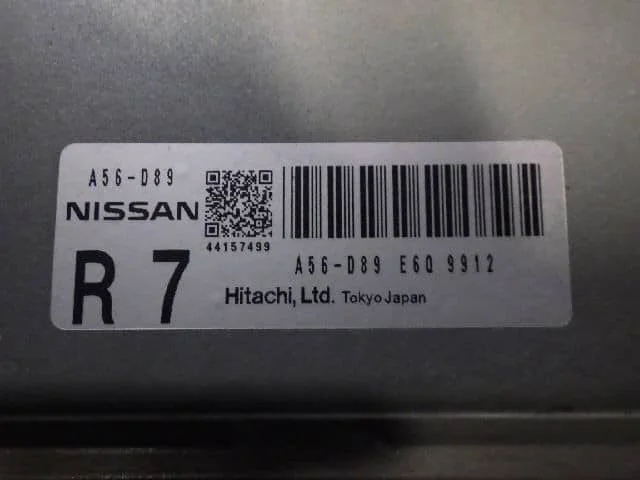 A56-D89
NISSAN
44157499
R 7
A56-D89 E6Q 9912
Hitachi, Ltd. Tokyo Japan